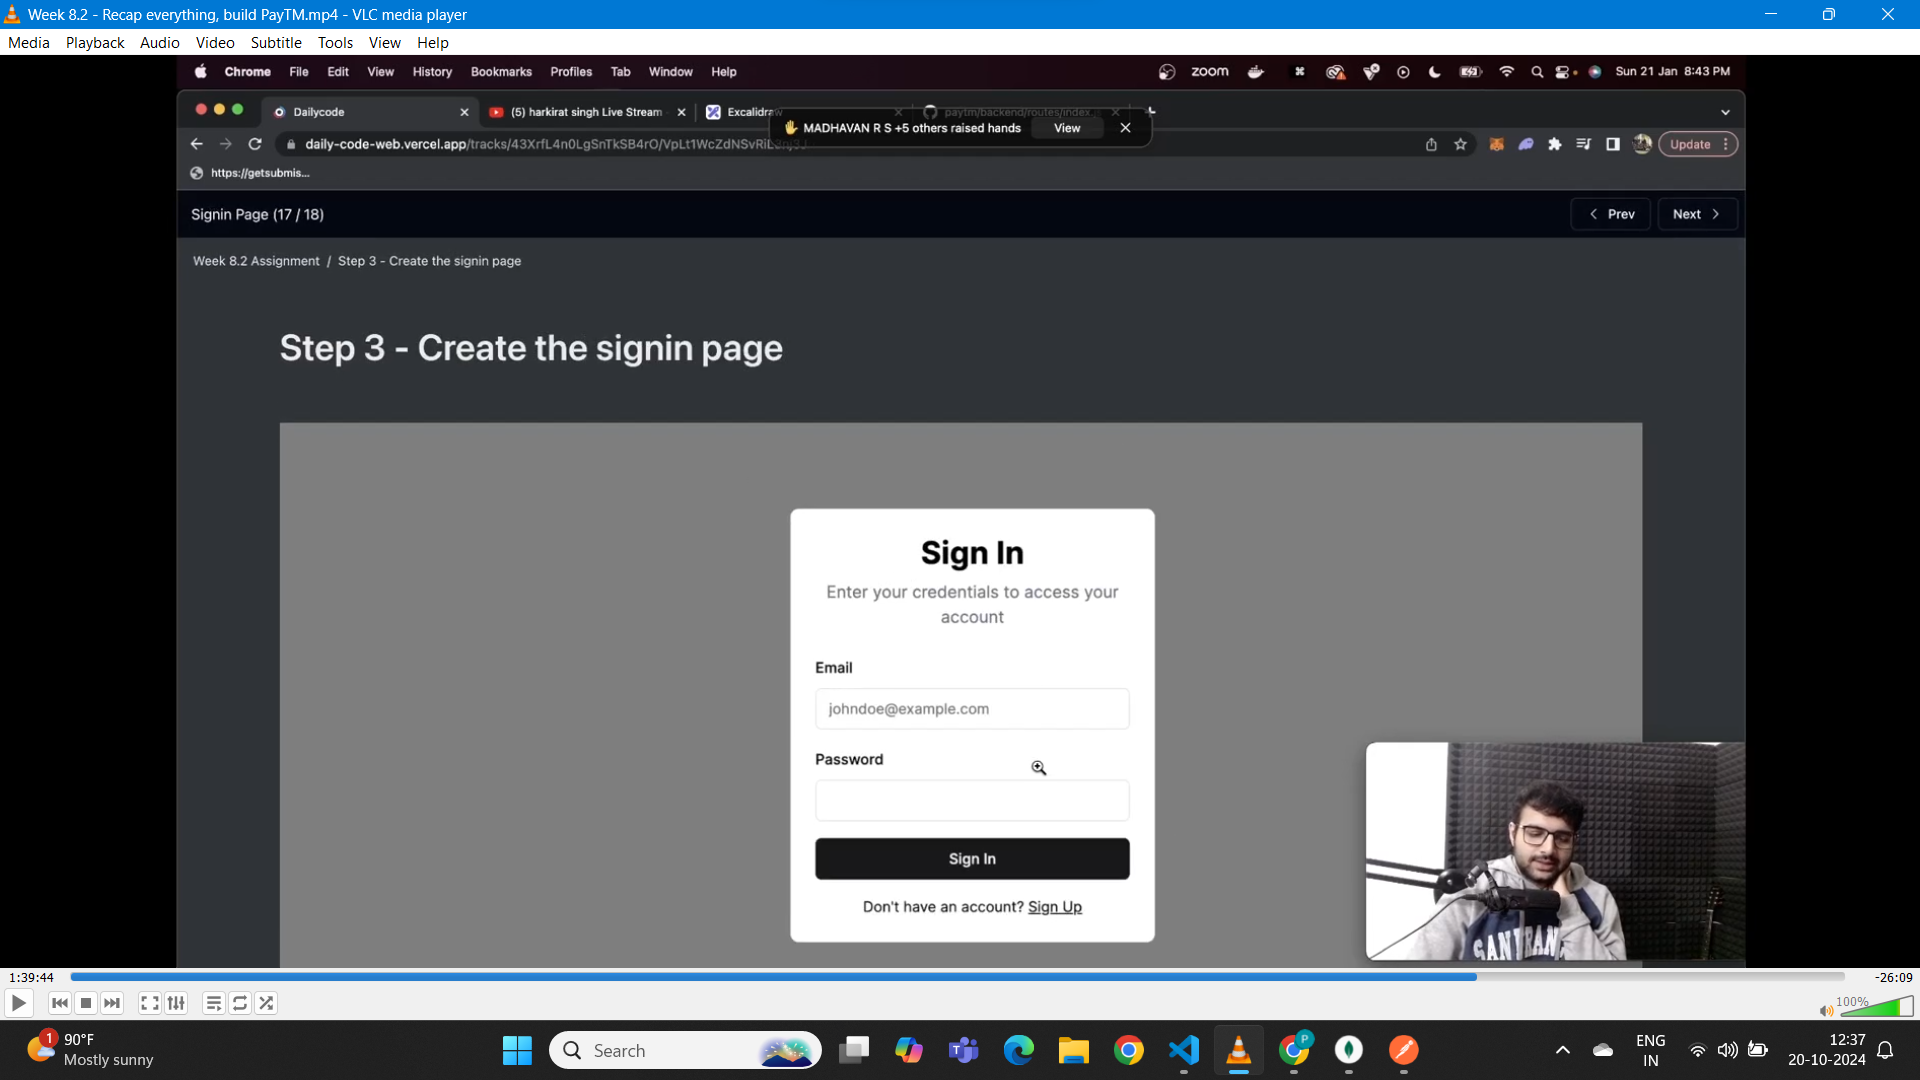 Week 8.2 - Recap everything, build PayTM.mp4 - VLC media player
Media Playback Audio Video Subtitle Tools View Help
Chrome File Edit View History Bookmarks Profiles Tab Window Help zoom Sun 21 Jan 8:43 PM
Dailycode (5) harkirat singh Live Stream Excalidraw paytm/backend/routes/index
MADHAVAN R S +5 others raised hands View
daily-code-web.vercel.app/tracks/43XrfL4n0LgSnTkSB4rO/ Update
https://getsubmis...
Signin Page (17 / 18) Prev Next
Week 8.2 Assignment / Step 3 - Create the signin page
Step 3 - Create the signin page
Sign In
Enter your credentials to access your
account
Email
johndoe@example.com
Password
Sign In
Don't have an account? Sign Up
1:39:44 -26:09
100%
1 90°F
Mostly sunny
Search
P
ENG
IN
12:37
20-10-2024